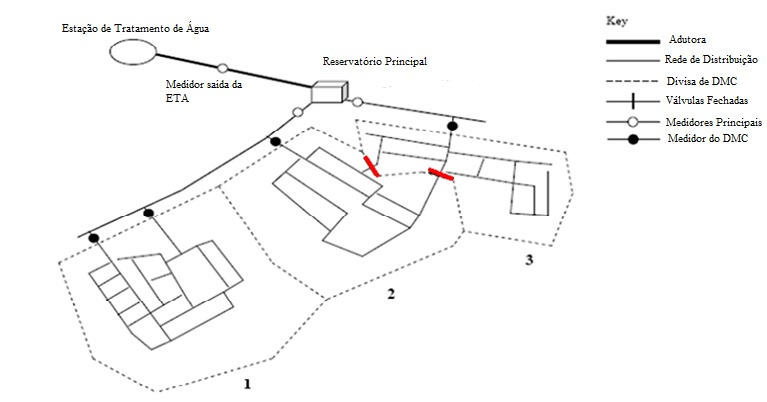 Estação de Tratamento de Água
Reservatório Principal
Medidor saida da
ETA
Key
Adutora
Rede de Distribuição
Divisa de DMC
Válvulas Fechadas
Medidores Principais
Medidor do DMC
1
2
3